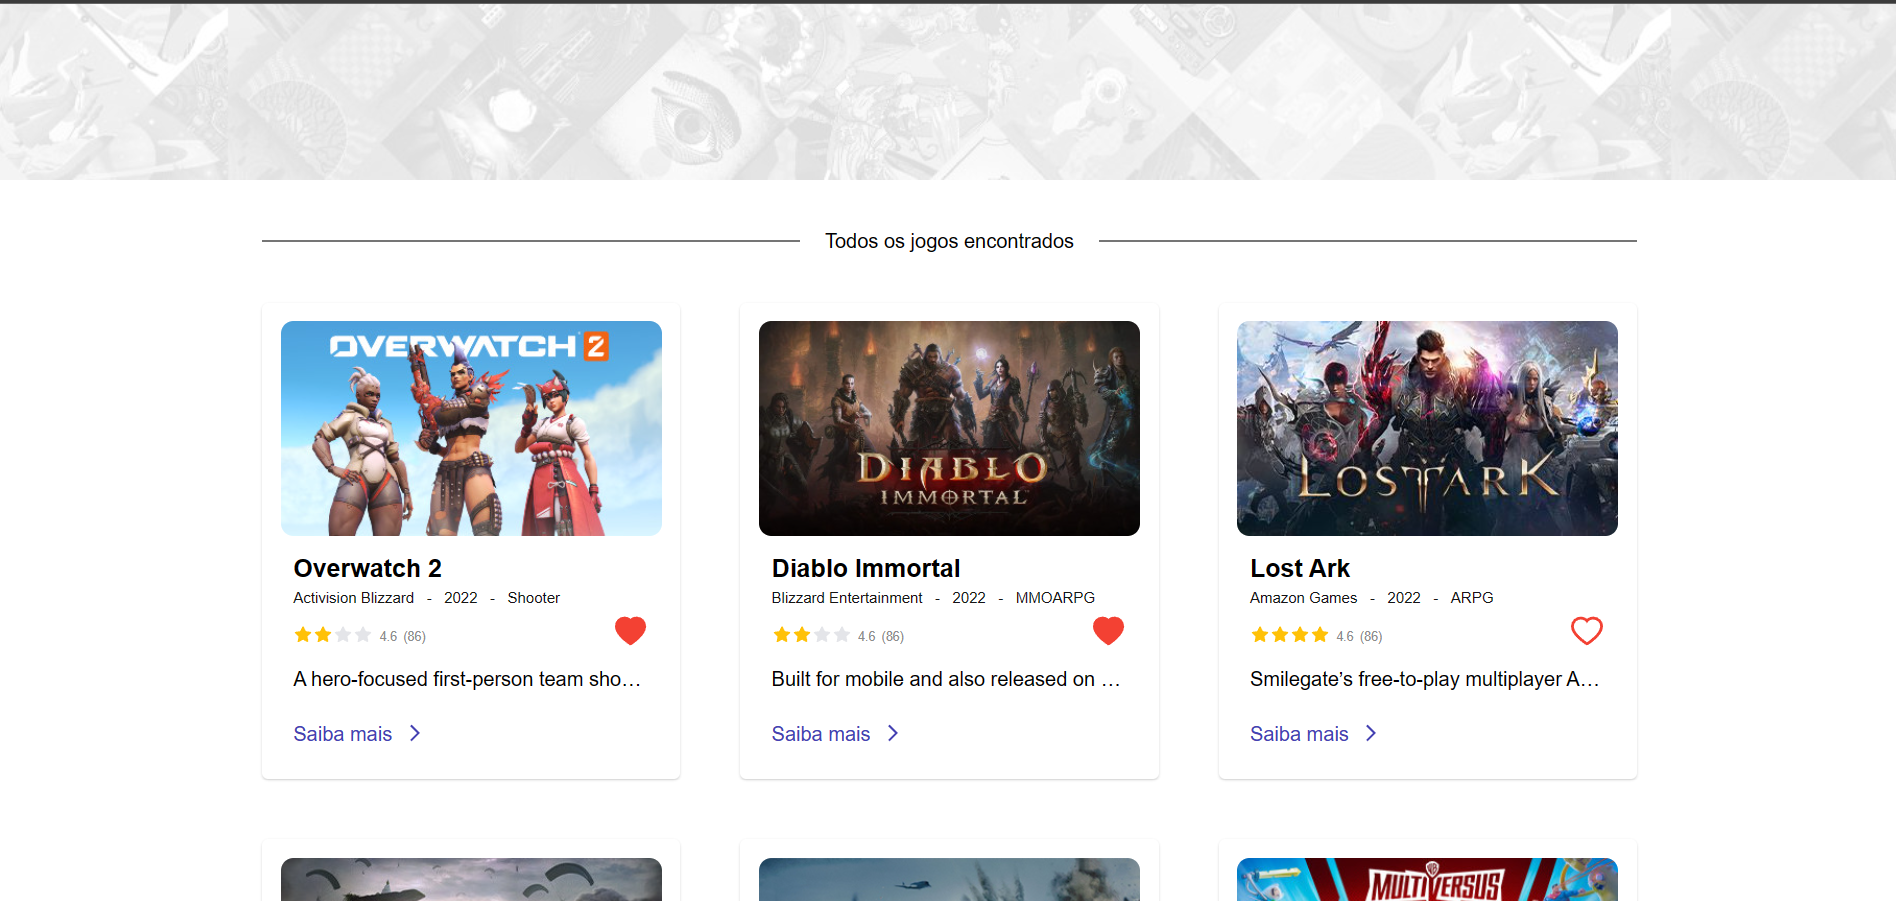 Todos os jogos encontrados
OVERWATCH 2
DIABLO
IMMORTAL
LOST ARK
Overwatch 2
Activision Blizzard - 2022 - Shooter
4.6 (86)
A hero-focused first-person team sho…
Saiba mais
Diablo Immortal
Blizzard Entertainment - 2022 - MMOARPG
4.6 (86)
Built for mobile and also released on …
Saiba mais
Lost Ark
Amazon Games - 2022 - ARPG
4.6 (86)
Smilegate’s free-to-play multiplayer A…
Saiba mais
MULTIVERSUS